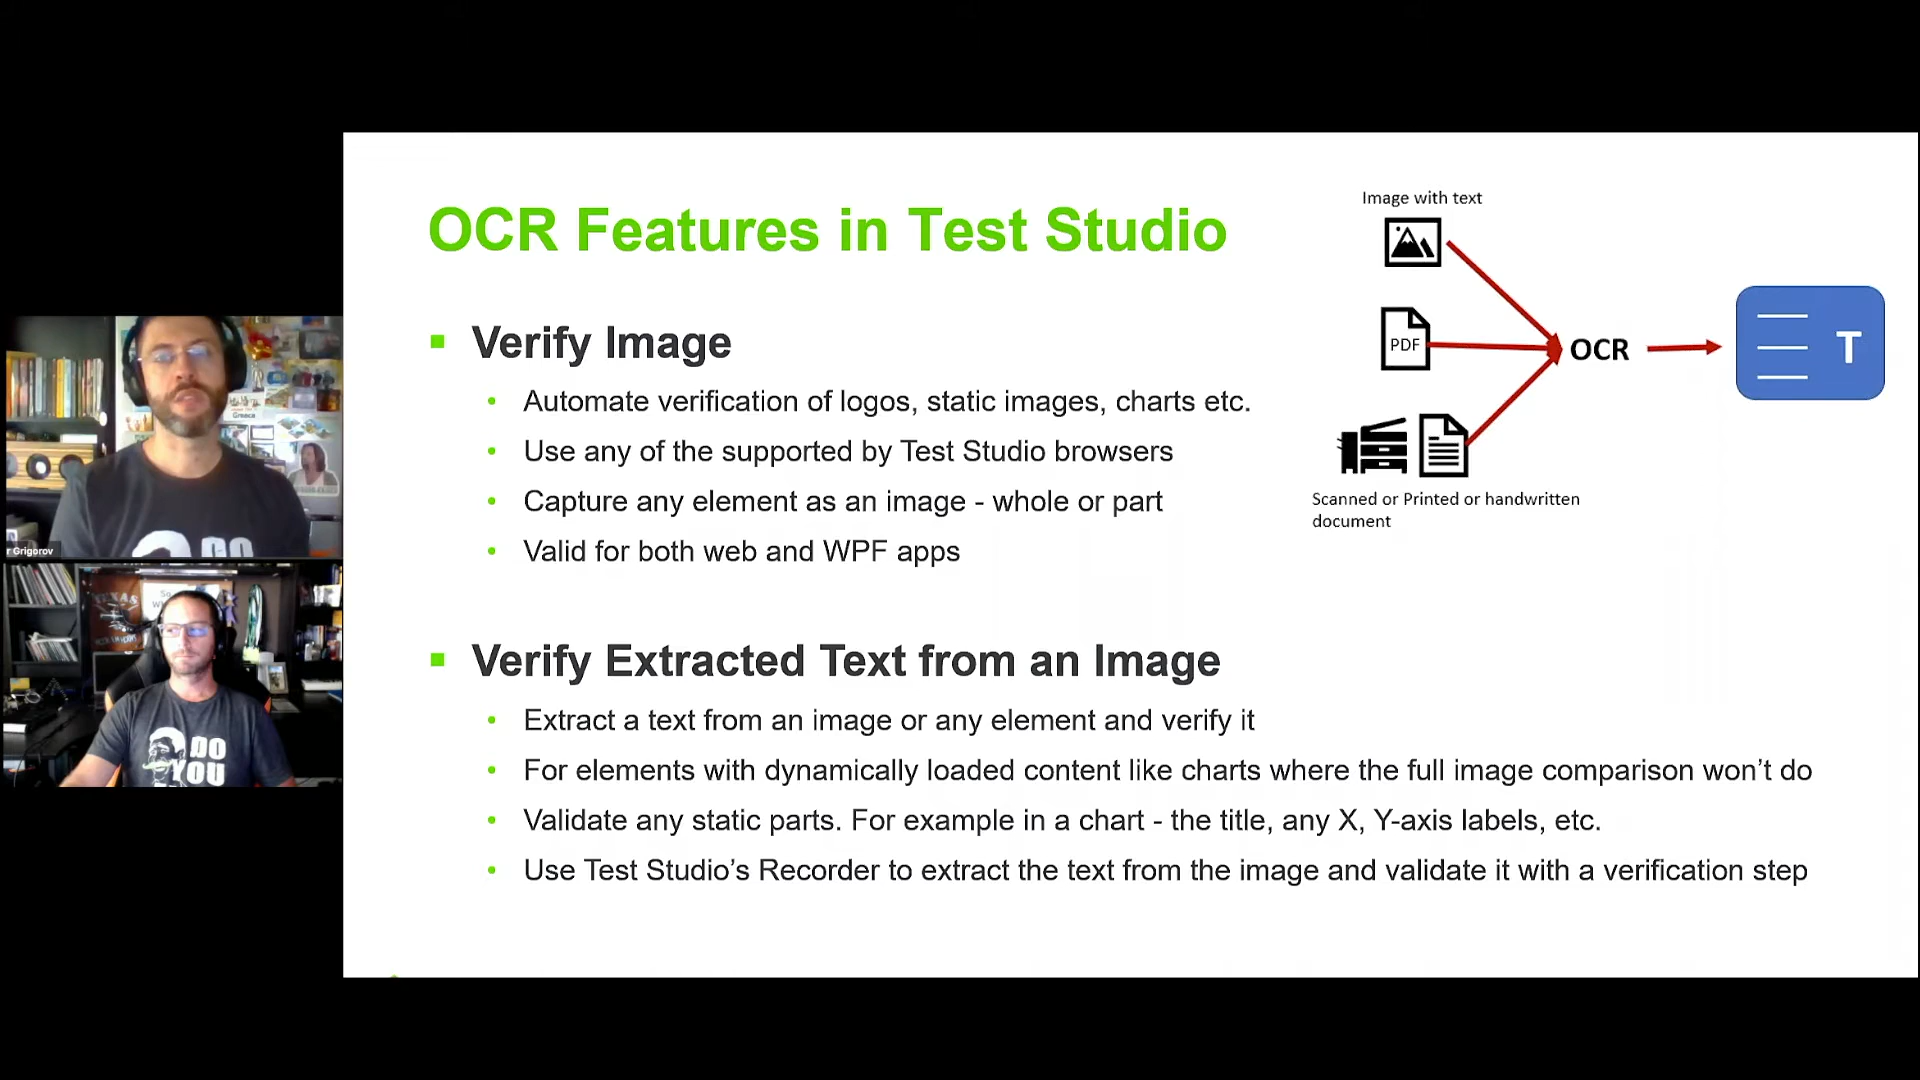 OCR Features in Test Studio
Verify Image
Automate verification of logos, static images, charts etc.
Use any of the supported by Test Studio browsers
Capture any element as an image - whole or part
Valid for both web and WPF apps
Verify Extracted Text from an Image
Extract a text from an image or any element and verify it
For elements with dynamically loaded content like charts where the full image comparison won’t do
Validate any static parts. For example in a chart - the title, any X, Y-axis labels, etc.
Use Test Studio’s Recorder to extract the text from the image and validate it with a verification step
Image with text
PDF
OCR
T
Scanned or Printed or handwritten
document
r Grigorov
DO
TEXAS
DO
YOU